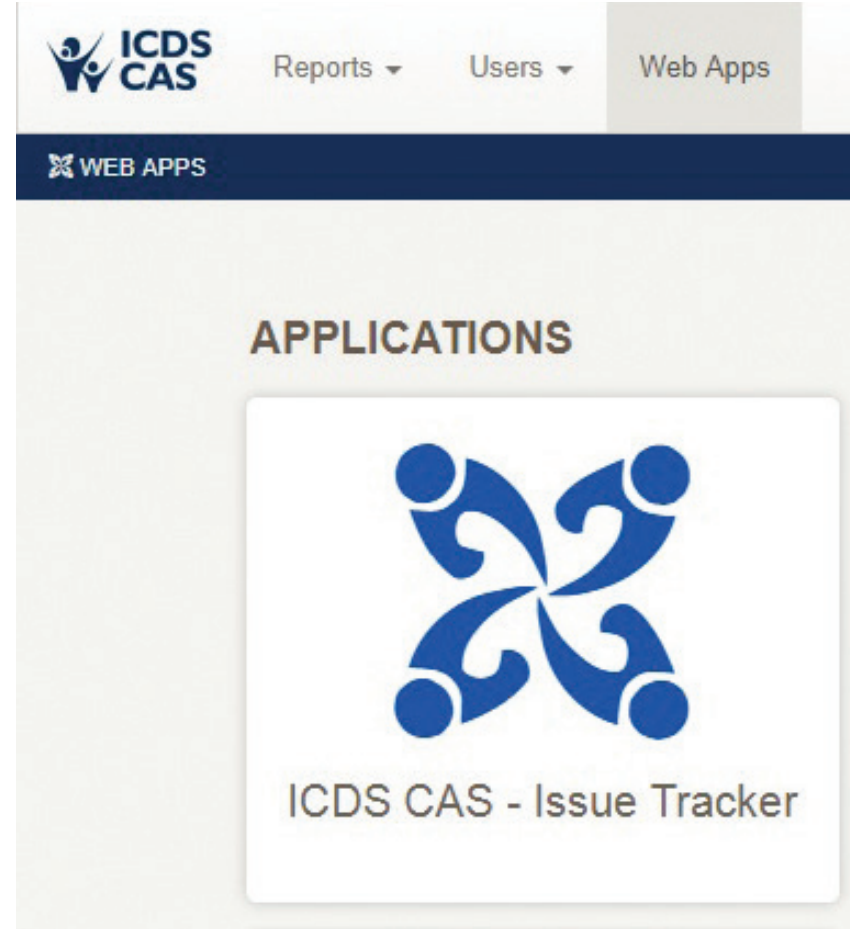 ICDS
CAS
Reports Users Web Apps
WEB APPS
APPLICATIONS
ICDS CAS - Issue Tracker